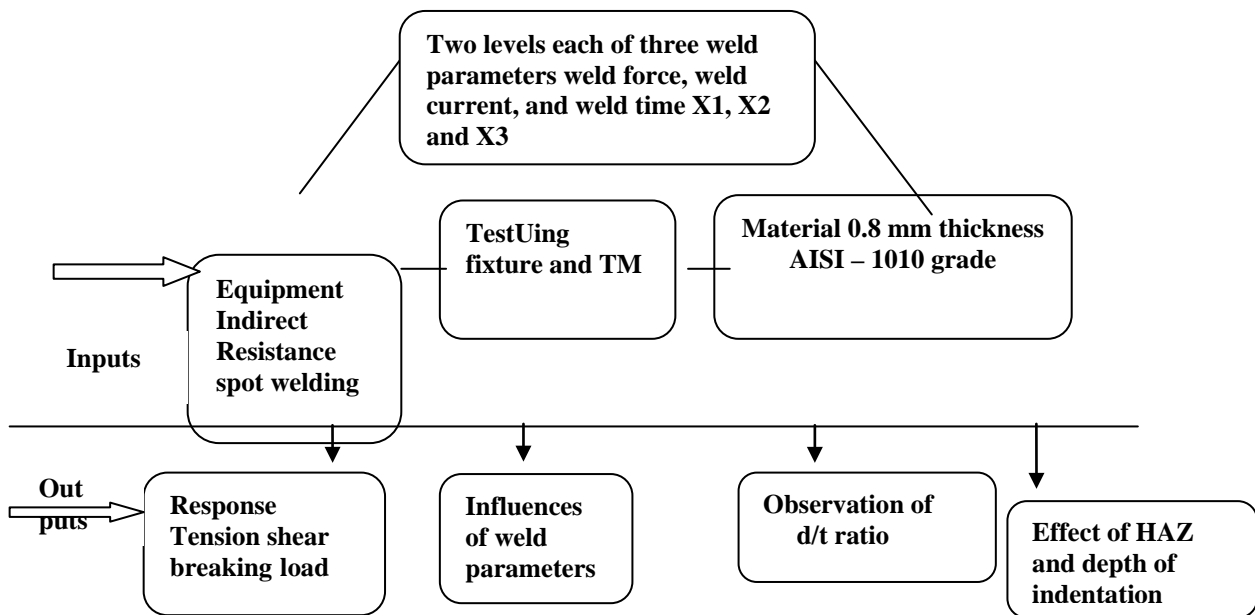 Two levels each of three weld
parameters weld force, weld
current, and weld time X1, X2
and X3
TestUing
fixture and TM
Material 0.8 mm thickness
AISI – 1010 grade
Equipment
Indirect
Resistance
spot welding
Inputs
Out
puts
Response
Tension shear
breaking load
Influences
of weld
parameters
Observation of
d/t ratio
Effect of HAZ
and depth of
indentation